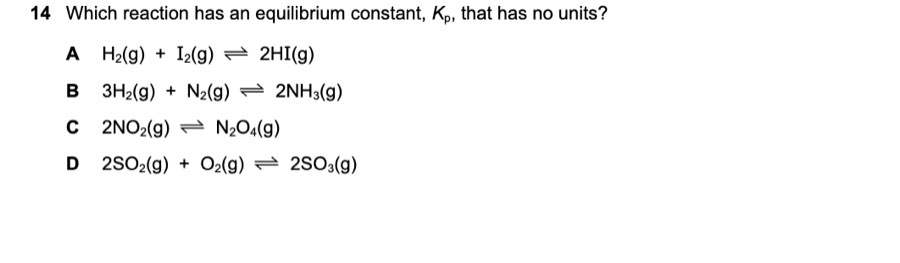 14 Which reaction has an equilibrium constant, Kₚ, that has no units?
A H₂(g) + I₂(g) ⇌ 2HI(g)
B 3H₂(g) + N₂(g) ⇌ 2NH₃(g)
C 2NO₂(g) ⇌ N₂O₄(g)
D 2SO₂(g) + O₂(g) ⇌ 2SO₃(g)